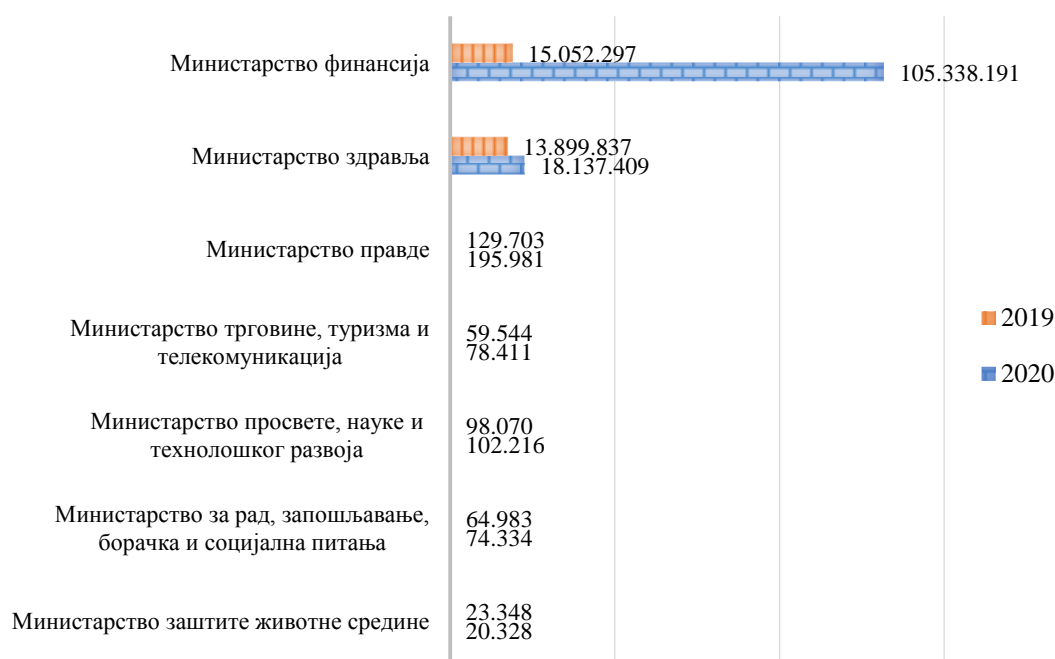 Министарство финансија
15.052.297
105.338.191
Министарство здравља
13.899.837
18.137.409
Министарство правде
129.703
195.981
Министарство трговине, туризма и
телекомуникација
59.544
78.411
Министарство просвете, науке и
технолошког развоја
98.070
102.216
Министарство за рад, запошљавање,
борачка и социјална питања
64.983
74.334
Министарство заштите животне средине
23.348
20.328
2019
2020